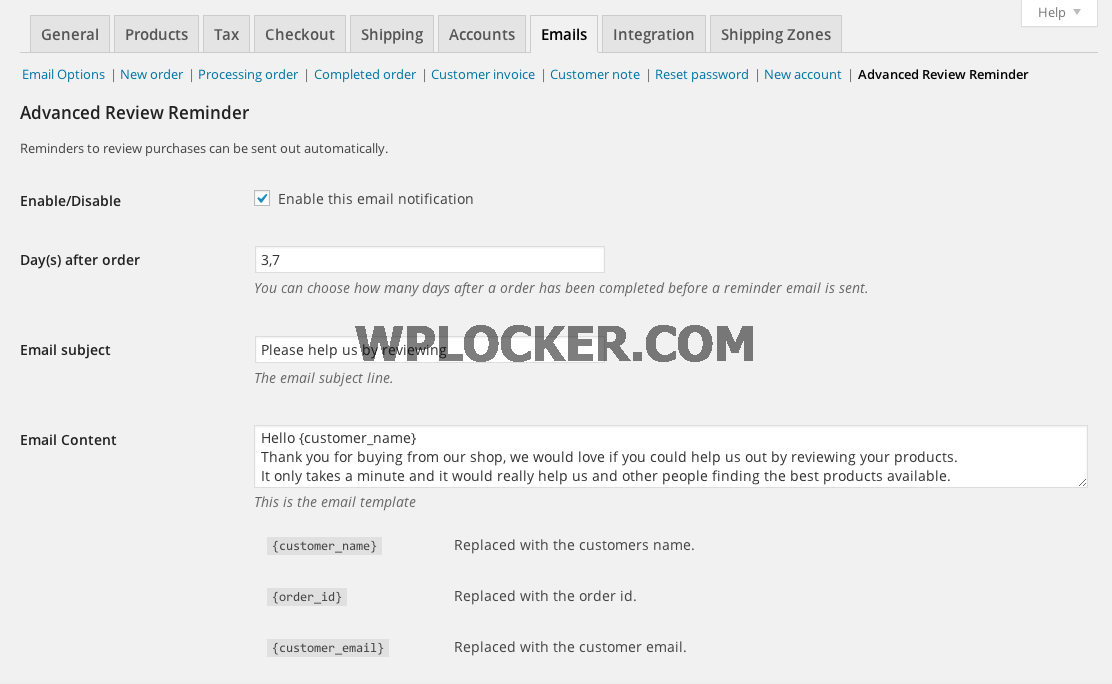 Help
General Products Tax Checkout Shipping Accounts Emails Integration Shipping Zones
Email Options | New order | Processing order | Completed order | Customer invoice | Customer note | Reset password | New account | Advanced Review Reminder
Advanced Review Reminder
Reminders to review purchases can be sent out automatically.
Enable/Disable Enable this email notification
Day(s) after order 3,7
You can choose how many days after a order has been completed before a reminder email is sent.
Email subject Please help us by reviewing
WPLOCKER.COM
The email subject line.
Email Content Hello {customer_name}
Thank you for buying from our shop, we would love if you could help us out by reviewing your products.
It only takes a minute and it would really help us and other people finding the best products available.
This is the email template
{customer_name} Replaced with the customers name.
{order_id} Replaced with the order id.
{customer_email} Replaced with the customer email.